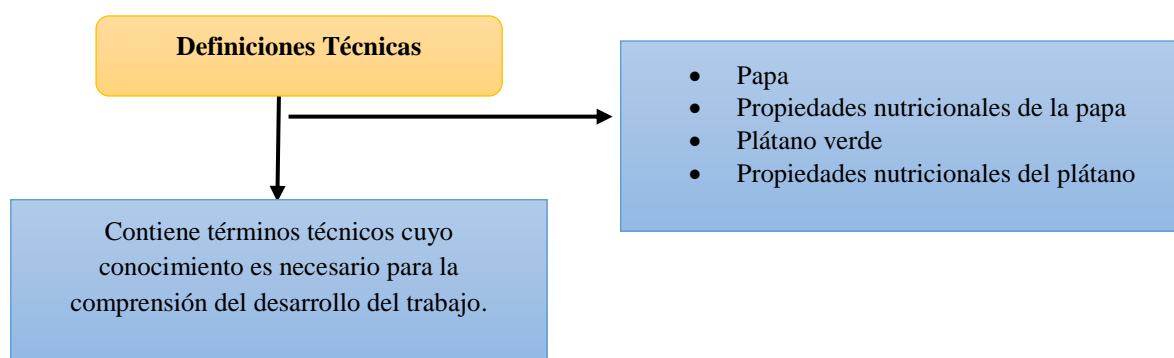 Definiciones Técnicas
• Papa
• Propiedades nutricionales de la papa
• Plátano verde
• Propiedades nutricionales del plátano
Contiene términos técnicos cuyo
conocimiento es necesario para la
comprensión del desarrollo del trabajo.